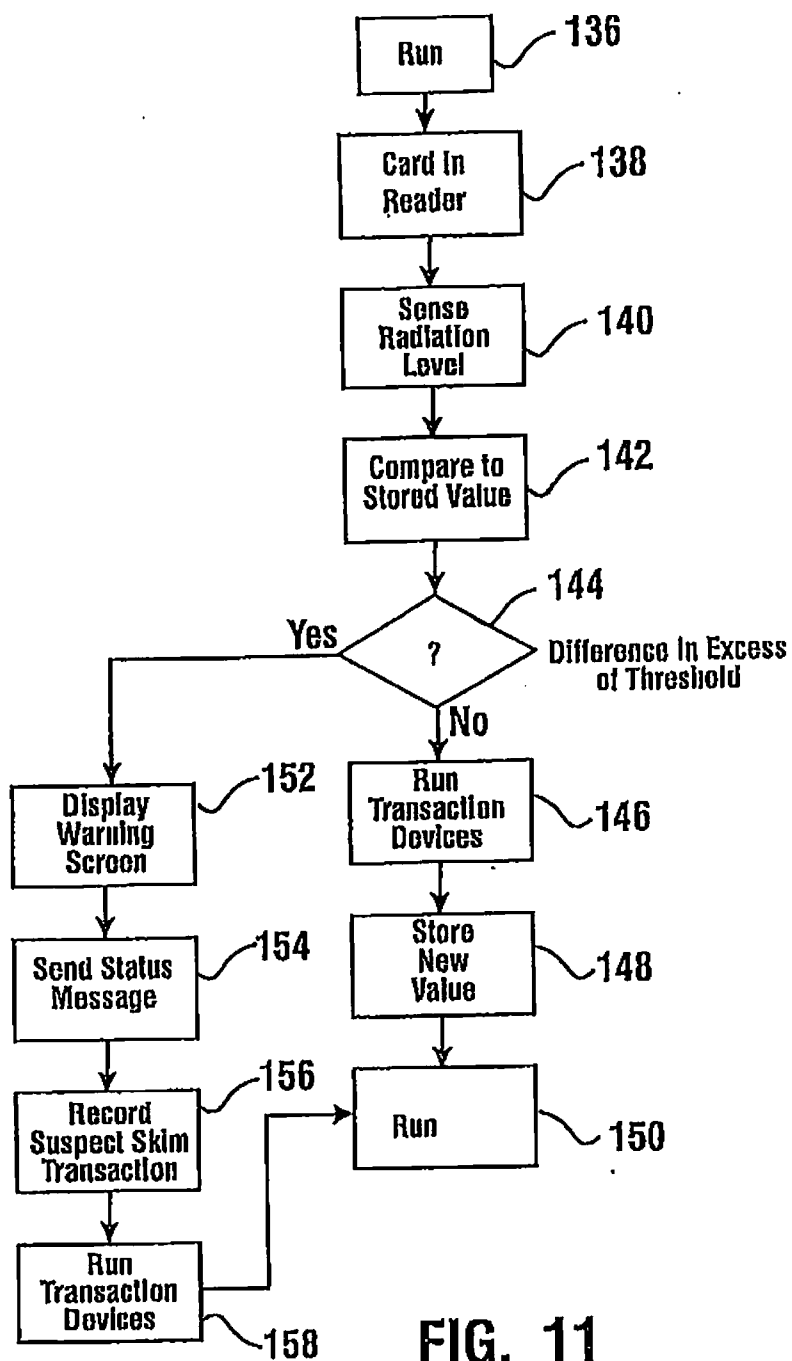 Run
136
Card In
Reader
138
Sense
Radiation
Level
140
Compare to
Stored Value
142
144
Yes
?
Difference In Excess
of Threshold
No
Run
Transaction
Devices
146
Store
New
Value
148
Run
150
Display
Warning
Screen
152
Send Status
Message
154
Record
Suspect Skim
Transaction
156
Run
Transaction
Devices
158
FIG. 11